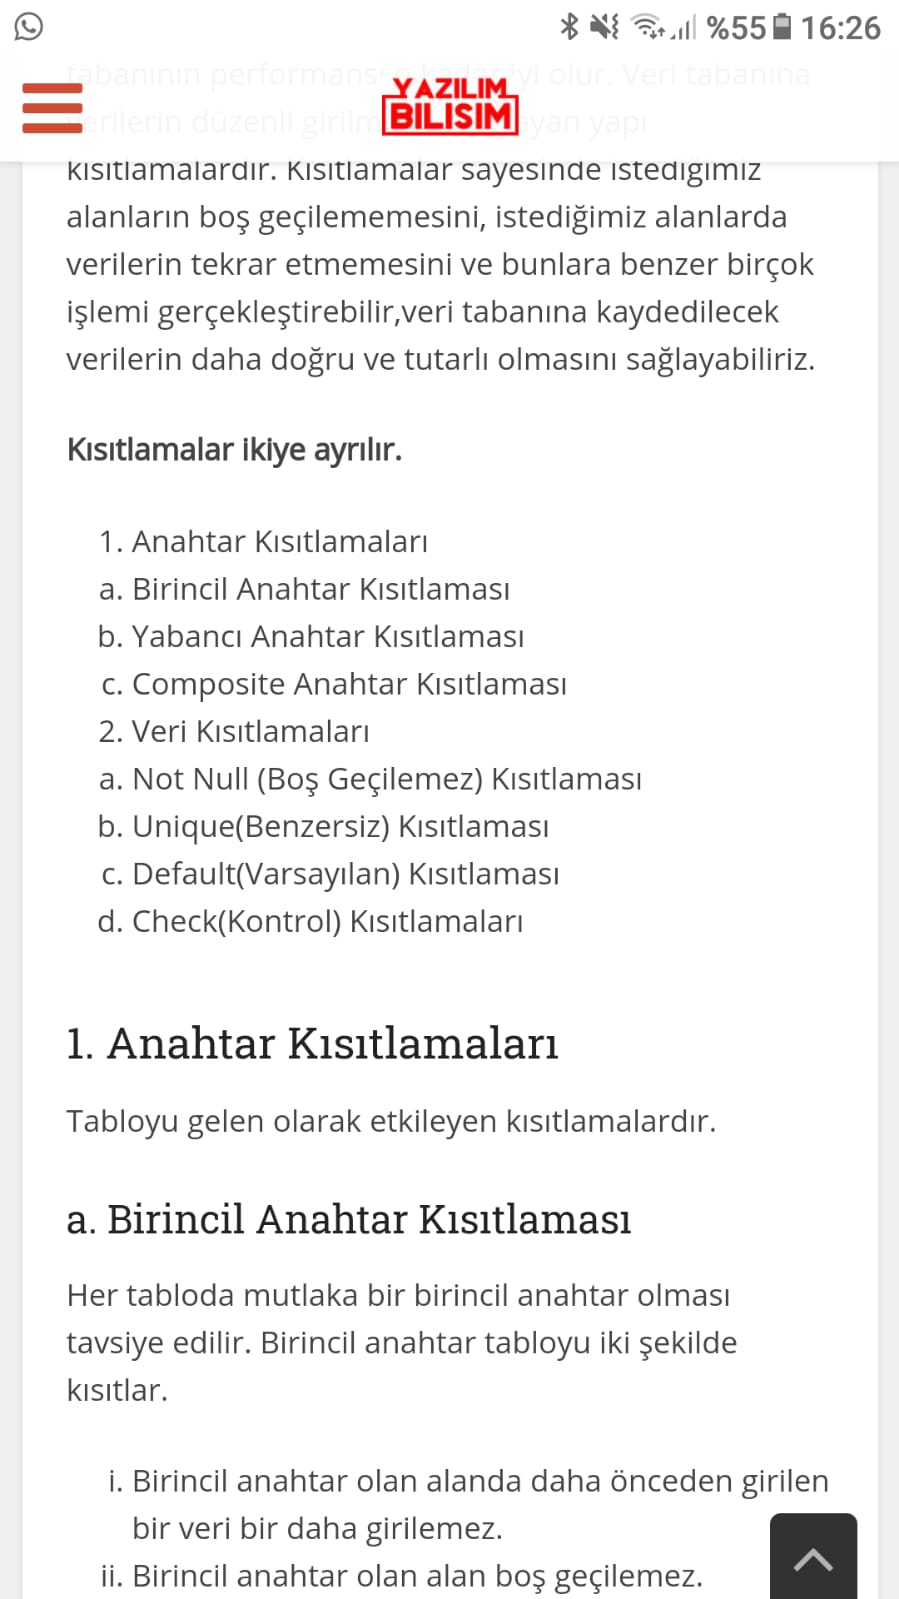 %55 16:26
tabanının performansı o kadar iyi olur. Veri tabanına
YAZILIM
BILISIM
verilerin düzenli girilm ayan yapı
kısıtlamalardır. Kısıtlamalar sayesinde istediğimiz
alanların boş geçilememesini, istediğimiz alanlarda
verilerin tekrar etmemesini ve bunlara benzer birçok
işlemi gerçekleştirebilir,veri tabanına kaydedilecek
verilerin daha doğru ve tutarlı olmasını sağlayabiliriz.
Kısıtlamalar ikiye ayrılır.
1. Anahtar Kısıtlamaları
a. Birincil Anahtar Kısıtlaması
b. Yabancı Anahtar Kısıtlaması
c. Composite Anahtar Kısıtlaması
2. Veri Kısıtlamaları
a. Not Null (Boş Geçilemez) Kısıtlaması
b. Unique(Benzersiz) Kısıtlaması
c. Default(Varsayılan) Kısıtlaması
d. Check(Kontrol) Kısıtlamaları
1. Anahtar Kısıtlamaları
Tabloyu gelen olarak etkileyen kısıtlamalardır.
a. Birincil Anahtar Kısıtlaması
Her tabloda mutlaka bir birincil anahtar olması
tavsiye edilir. Birincil anahtar tabloyu iki şekilde
kısıtlar.
i. Birincil anahtar olan alanda daha önceden girilen
bir veri bir daha girilemez.
ii. Birincil anahtar olan alan boş geçilemez.